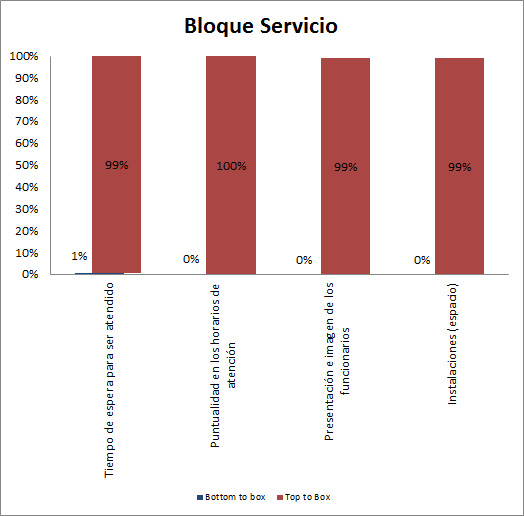 Bloque Servicio
100%
90%
80%
70%
60%
50%
40%
30%
20%
10%
0%
1%
99%
0%
100%
0%
99%
0%
99%
Tiempo de espera para ser atendido
Puntualidad en los horarios de
atención
Presentación e imagen de los
funcionarios
Instalaciones (espacio)
Bottom to box
Top to Box